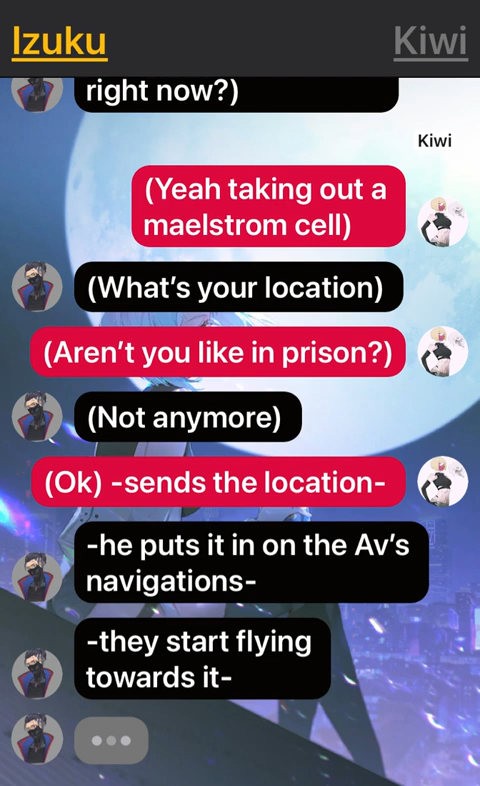 Izuku
Kiwi
right now?)
Kiwi
(Yeah taking out a
maelstrom cell)
(What’s your location)
(Aren’t you like in prison?)
(Not anymore)
(Ok) -sends the location-
-he puts it in on the Av’s
navigations-
-they start flying
towards it-